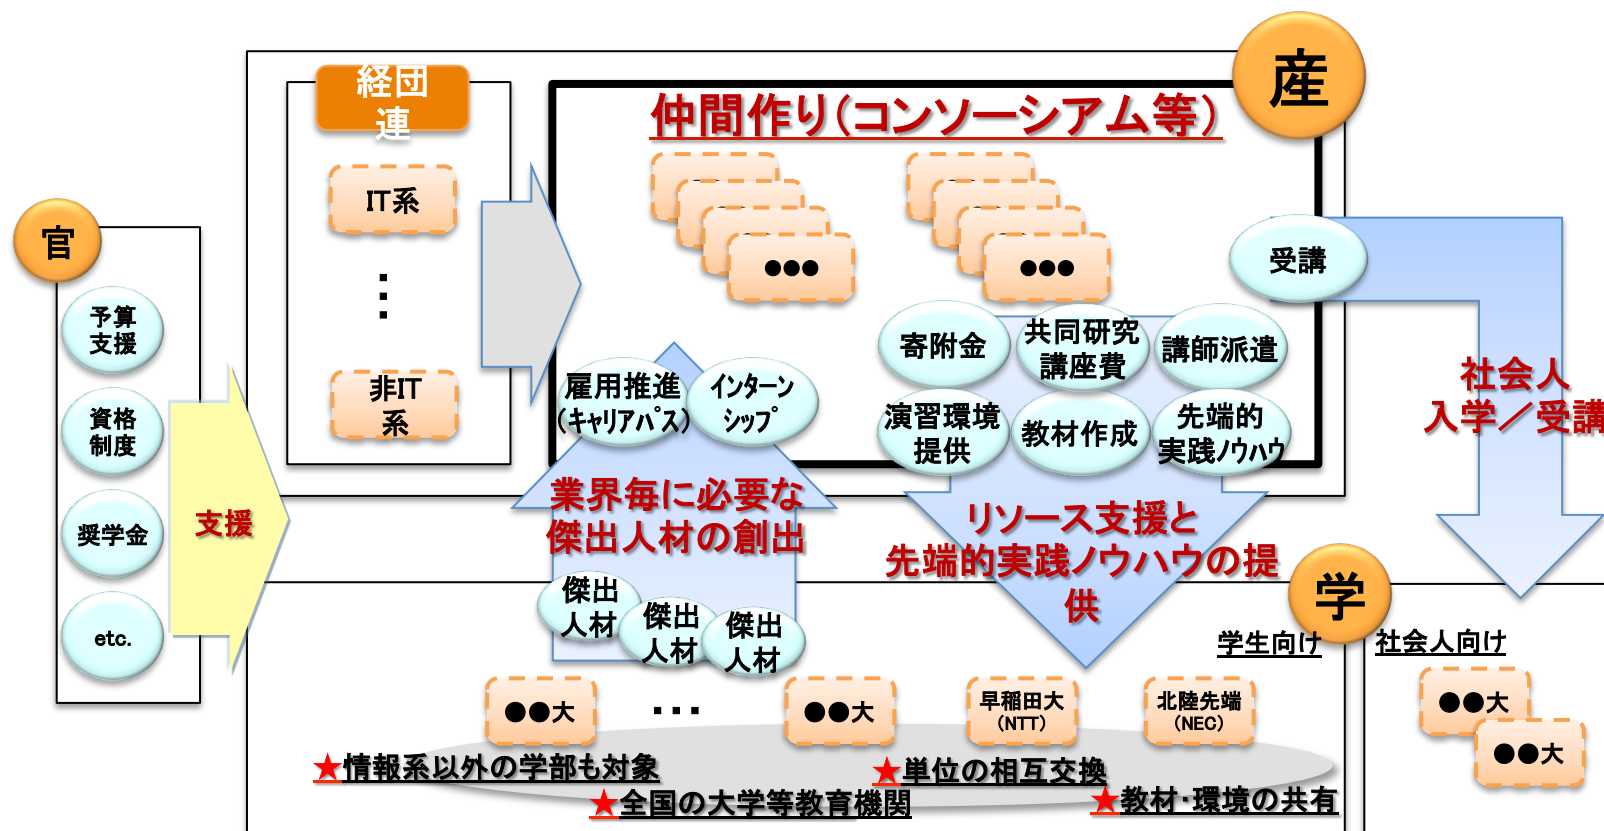 産
経団
連
仲間作り(コンソーシアム等)
IT系
●●●
●●●
官
予算
支援
資格
制度
奨学金
etc.
支援
⋮
非IT
系
受講
寄附金
共同研究
講座費
講師派遣
雇用推進
(キャリアパス)
インターン
シップ
演習環境
提供
教材作成
先端的
実践ノウハウ
社会人
入学／受講
業界毎に必要な
傑出人材の創出
リソース支援と
先端的実践ノウハウの提
供
傑出
人材
傑出
人材
傑出
人材
学
学生向け
社会人向け
●●大
…
●●大
早稲田大
(NTT)
北陸先端
(NEC)
●●大
●●大
★情報系以外の学部も対象
★単位の相互交換
★全国の大学等教育機関
★教材・環境の共有